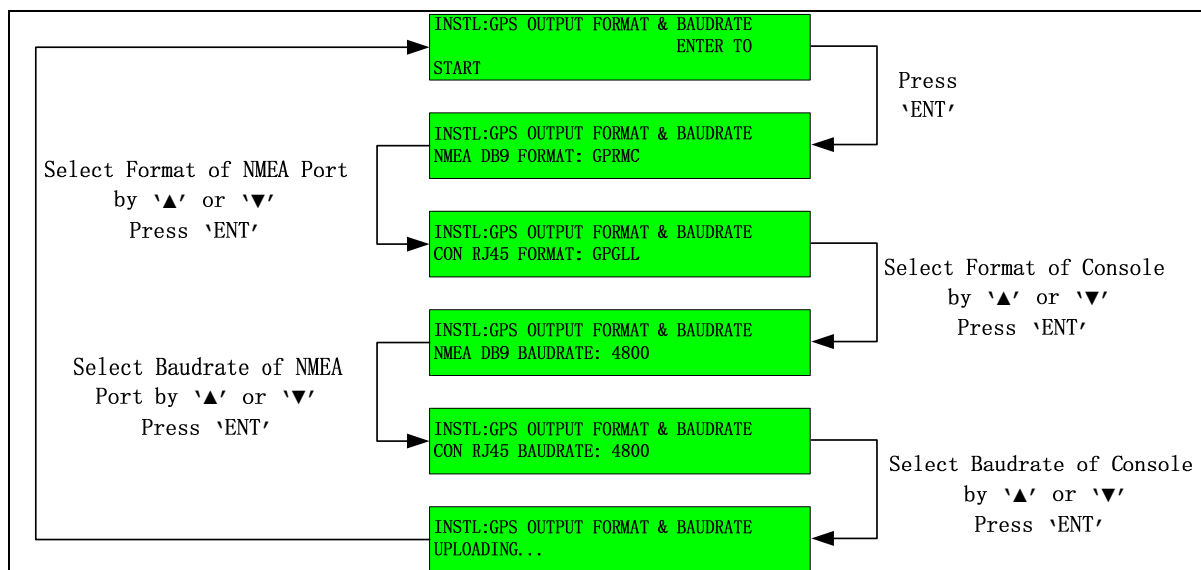 INSTL:GPS OUTPUT FORMAT & BAUDRATE
ENTER TO
START
Press
‵ENT′
INSTL:GPS OUTPUT FORMAT & BAUDRATE
NMEA DB9 FORMAT: GPRMC
Select Format of NMEA Port
by ‵▲′ or ‵▼′
Press ‵ENT′
INSTL:GPS OUTPUT FORMAT & BAUDRATE
CON RJ45 FORMAT: GPGLL
Select Format of Console
by ‵▲′ or ‵▼′
Press ‵ENT′
INSTL:GPS OUTPUT FORMAT & BAUDRATE
NMEA DB9 BAUDRATE: 4800
Select Baudrate of NMEA
Port by ‵▲′ or ‵▼′
Press ‵ENT′
INSTL:GPS OUTPUT FORMAT & BAUDRATE
CON RJ45 BAUDRATE: 4800
Select Baudrate of Console
by ‵▲′ or ‵▼′
Press ‵ENT′
INSTL:GPS OUTPUT FORMAT & BAUDRATE
UPLOADING...